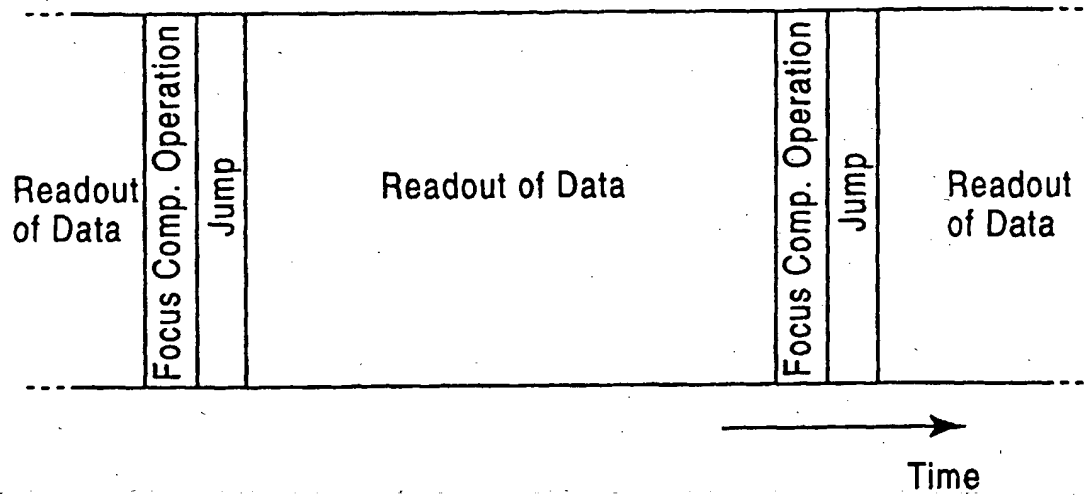 Readout
of Data
Focus Comp. Operation
Jump
Readout of Data
Focus Comp. Operation
Jump
Readout
of Data
Time